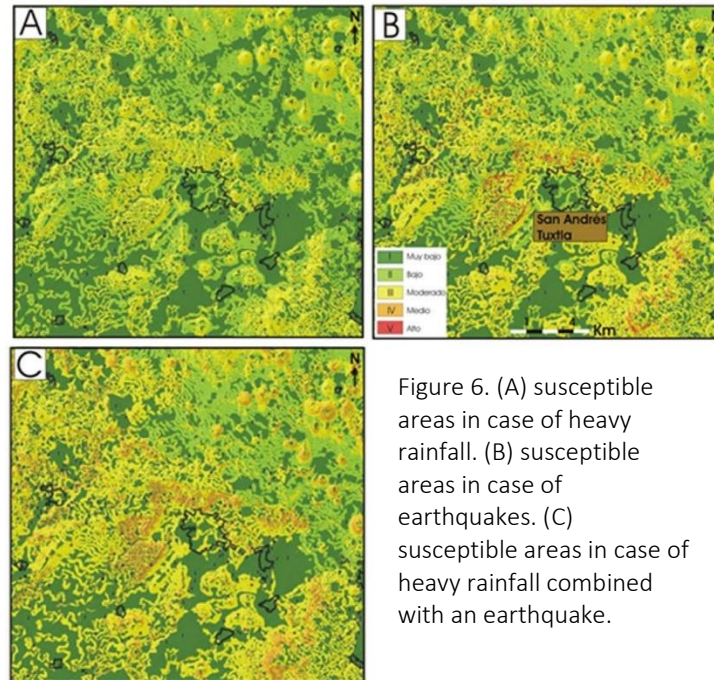 A
N
B
N
San Andrés
Tuxtla
I Muy bajo
II Bajo
III Moderado
IV Medio
V Alto
Km
C
N
Figure 6. (A) susceptible
areas in case of heavy
rainfall. (B) susceptible
areas in case of
earthquakes. (C)
susceptible areas in case of
heavy rainfall combined
with an earthquake.